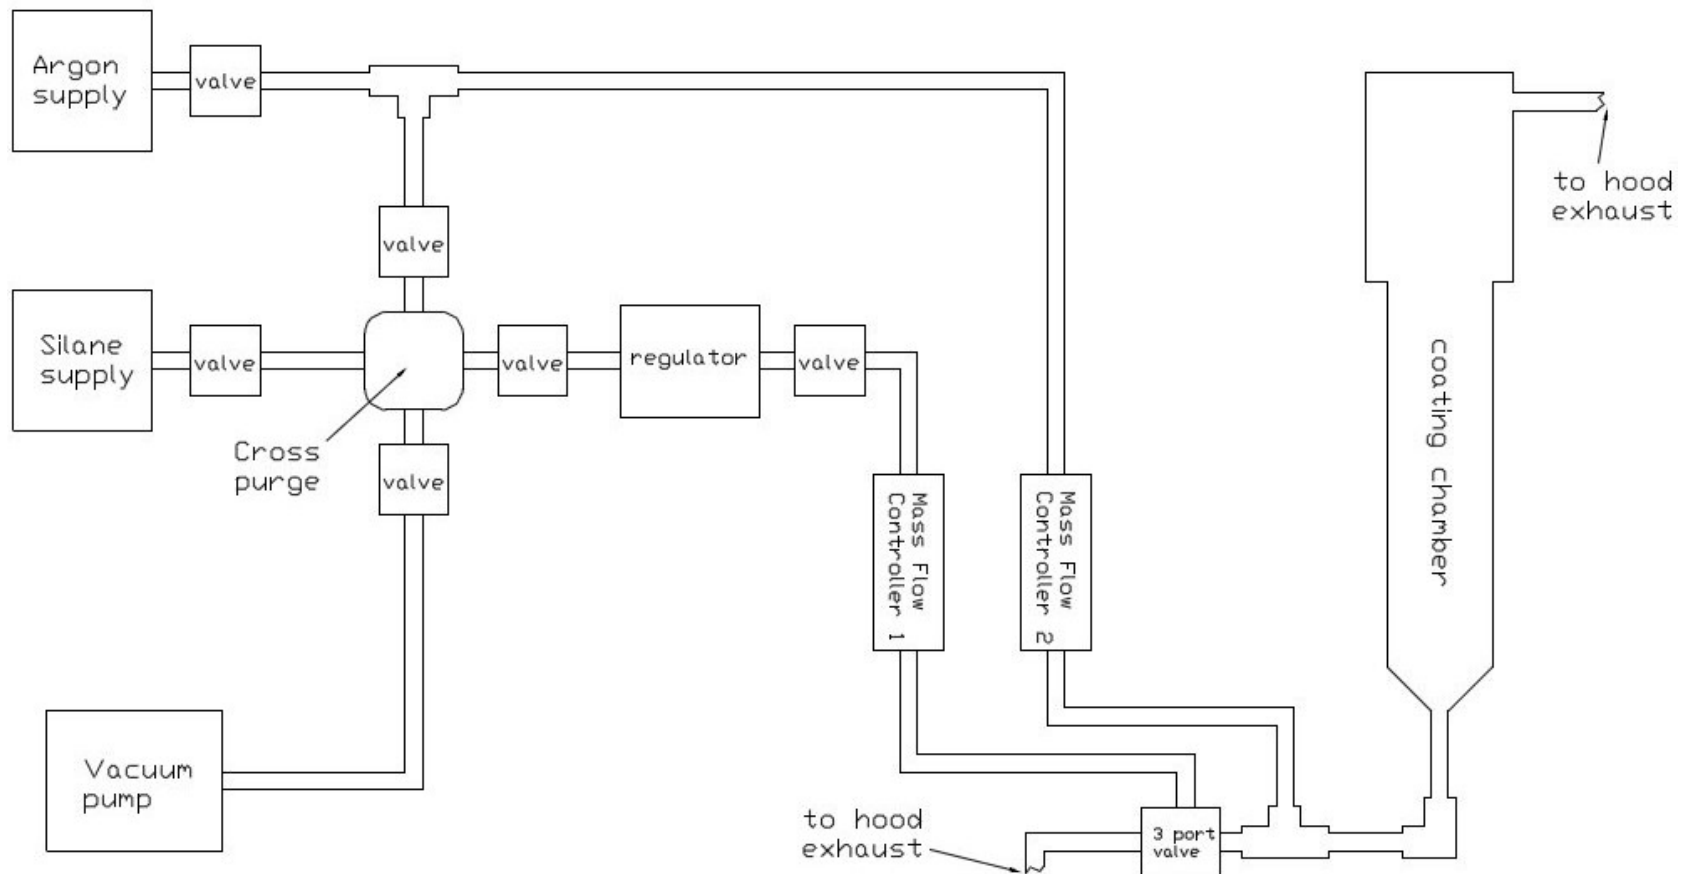 Argon
supply
valve
to hood
exhaust
valve
Silane
supply
valve
valve
regulator
valve
Cross
purge
valve
Mass Flow
Controller 1
Mass Flow
Controller 2
coating chamber
Vacuum
pump
to hood
exhaust
3 port
valve